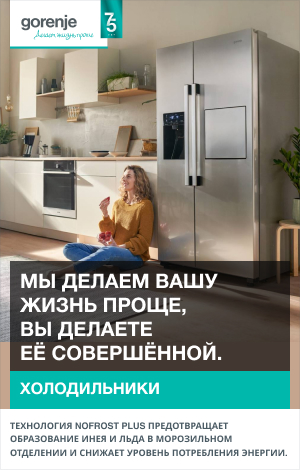 gorenje
Делаем жизнь проще
75
МЫ ДЕЛАЕМ ВАШУ
ЖИЗНЬ ПРОЩЕ,
ВЫ ДЕЛАЕТЕ
ЕЁ СОВЕРШЁННОЙ.
ХОЛОДИЛЬНИКИ
ТЕХНОЛОГИЯ NOFROST PLUS ПРЕДОТВРАЩАЕТ
ОБРАЗОВАНИЕ ИНЕЯ И ЛЬДА В МОРОЗИЛЬНОМ
ОТДЕЛЕНИИ И СНИЖАЕТ УРОВЕНЬ ПОТРЕБЛЕНИЯ ЭНЕРГИИ.